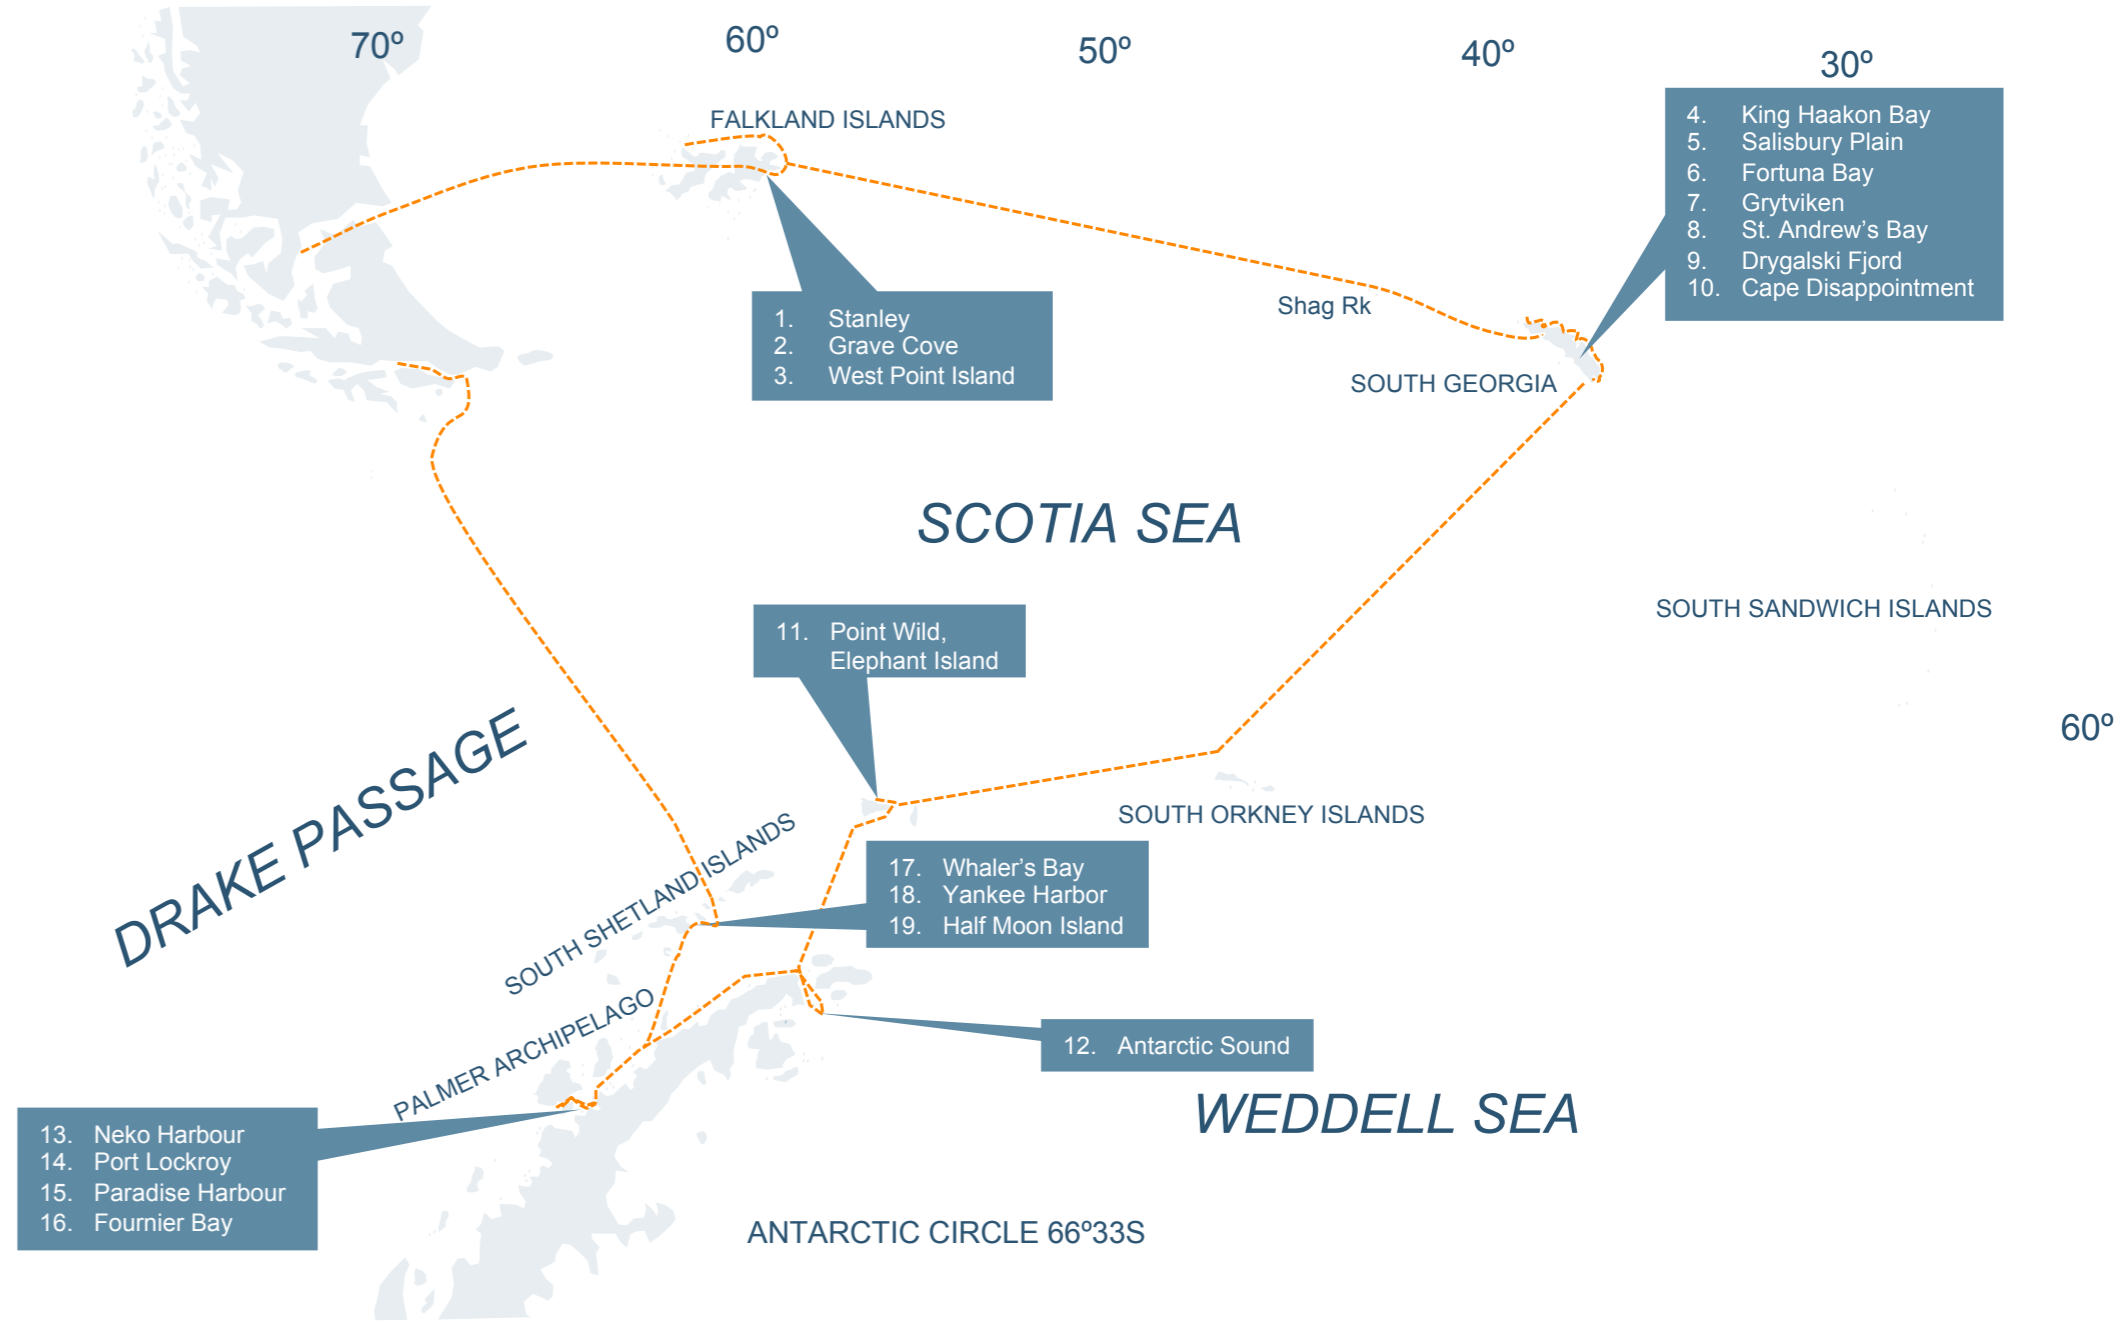 70º
60º
50º
40º
30º
FALKLAND ISLANDS
4. King Haakon Bay
5. Salisbury Plain
6. Fortuna Bay
7. Grytviken
8. St. Andrew’s Bay
9. Drygalski Fjord
10. Cape Disappointment
1. Stanley
2. Grave Cove
3. West Point Island
Shag Rk
SOUTH GEORGIA
SCOTIA SEA
SOUTH SANDWICH ISLANDS
11. Point Wild,
Elephant Island
60º
DRAKE PASSAGE
SOUTH ORKNEY ISLANDS
SOUTH SHETLAND ISLANDS
17. Whaler’s Bay
18. Yankee Harbor
19. Half Moon Island
PALMER ARCHIPELAGO
12. Antarctic Sound
WEDDELL SEA
13. Neko Harbour
14. Port Lockroy
15. Paradise Harbour
16. Fournier Bay
ANTARCTIC CIRCLE 66º33S